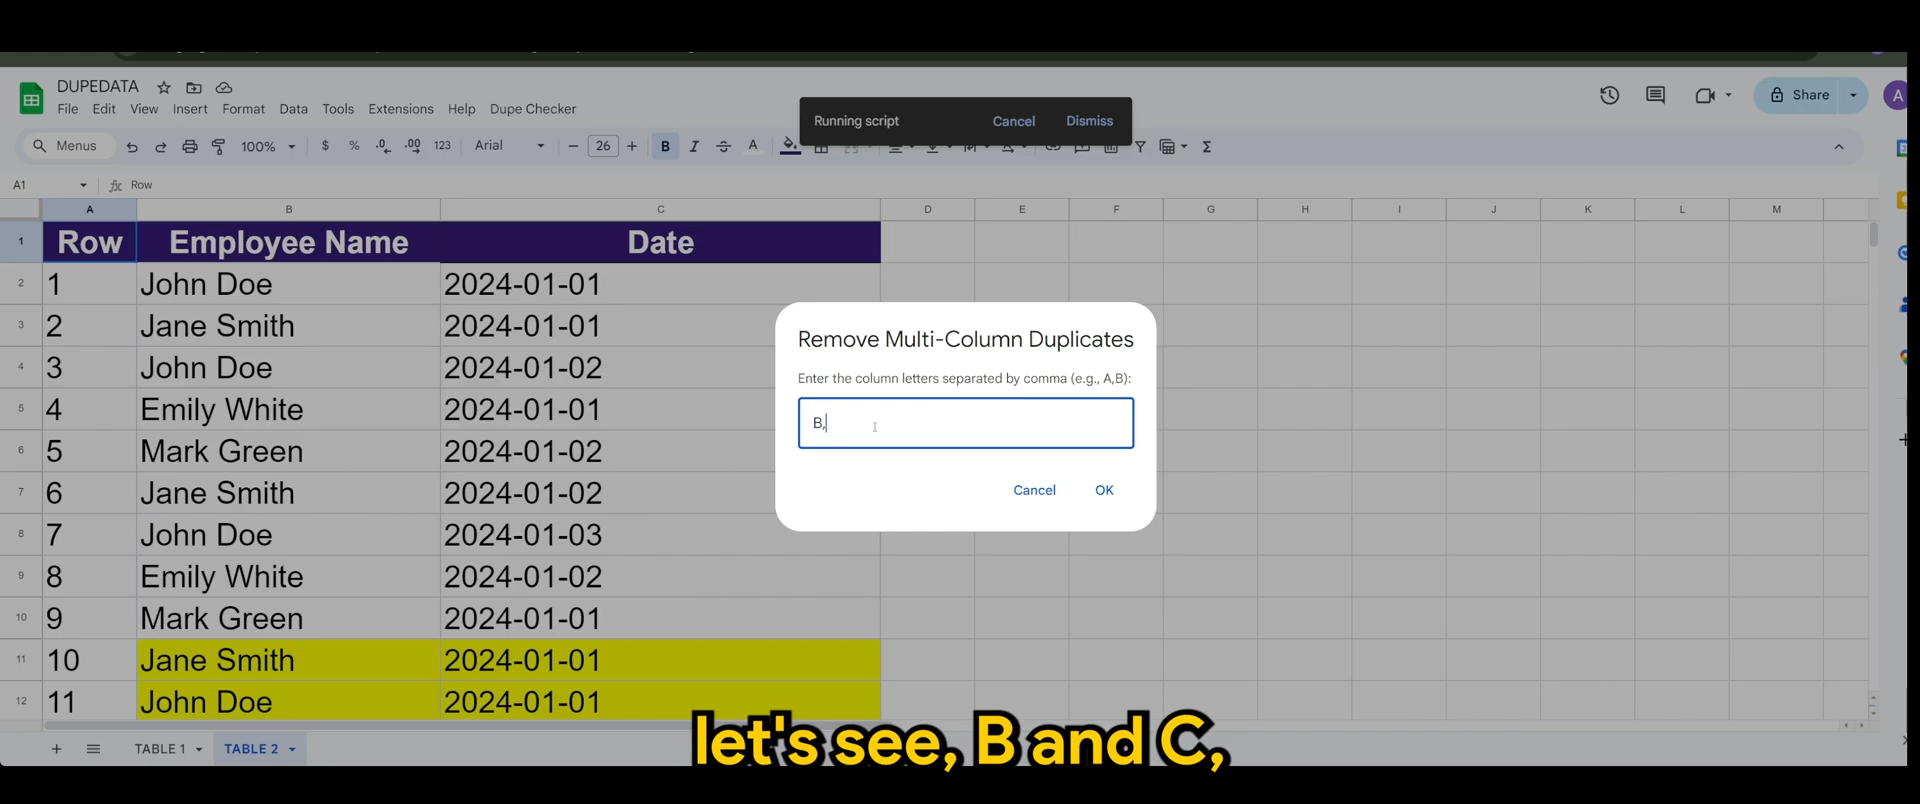 DUPEDATA
File Edit View Insert Format Data Tools Extensions Help Dupe Checker
Share
A
Running script Cancel Dismiss
Menus 100% $ % .0 .00 123 Arial 26 B I S A Σ
A1 fx Row
A B C D E F G H I J K L M
1 Row Employee Name Date
2 1 John Doe 2024-01-01
3 2 Jane Smith 2024-01-01
4 3 John Doe 2024-01-02
5 4 Emily White 2024-01-01
6 5 Mark Green 2024-01-02
7 6 Jane Smith 2024-01-02
8 7 John Doe 2024-01-03
9 8 Emily White 2024-01-02
10 9 Mark Green 2024-01-01
11 10 Jane Smith 2024-01-01
12 11 John Doe 2024-01-01
Remove Multi-Column Duplicates
Enter the column letters separated by comma (e.g., A,B):
B,
Cancel OK
TABLE 1 TABLE 2
let's see, B and C,